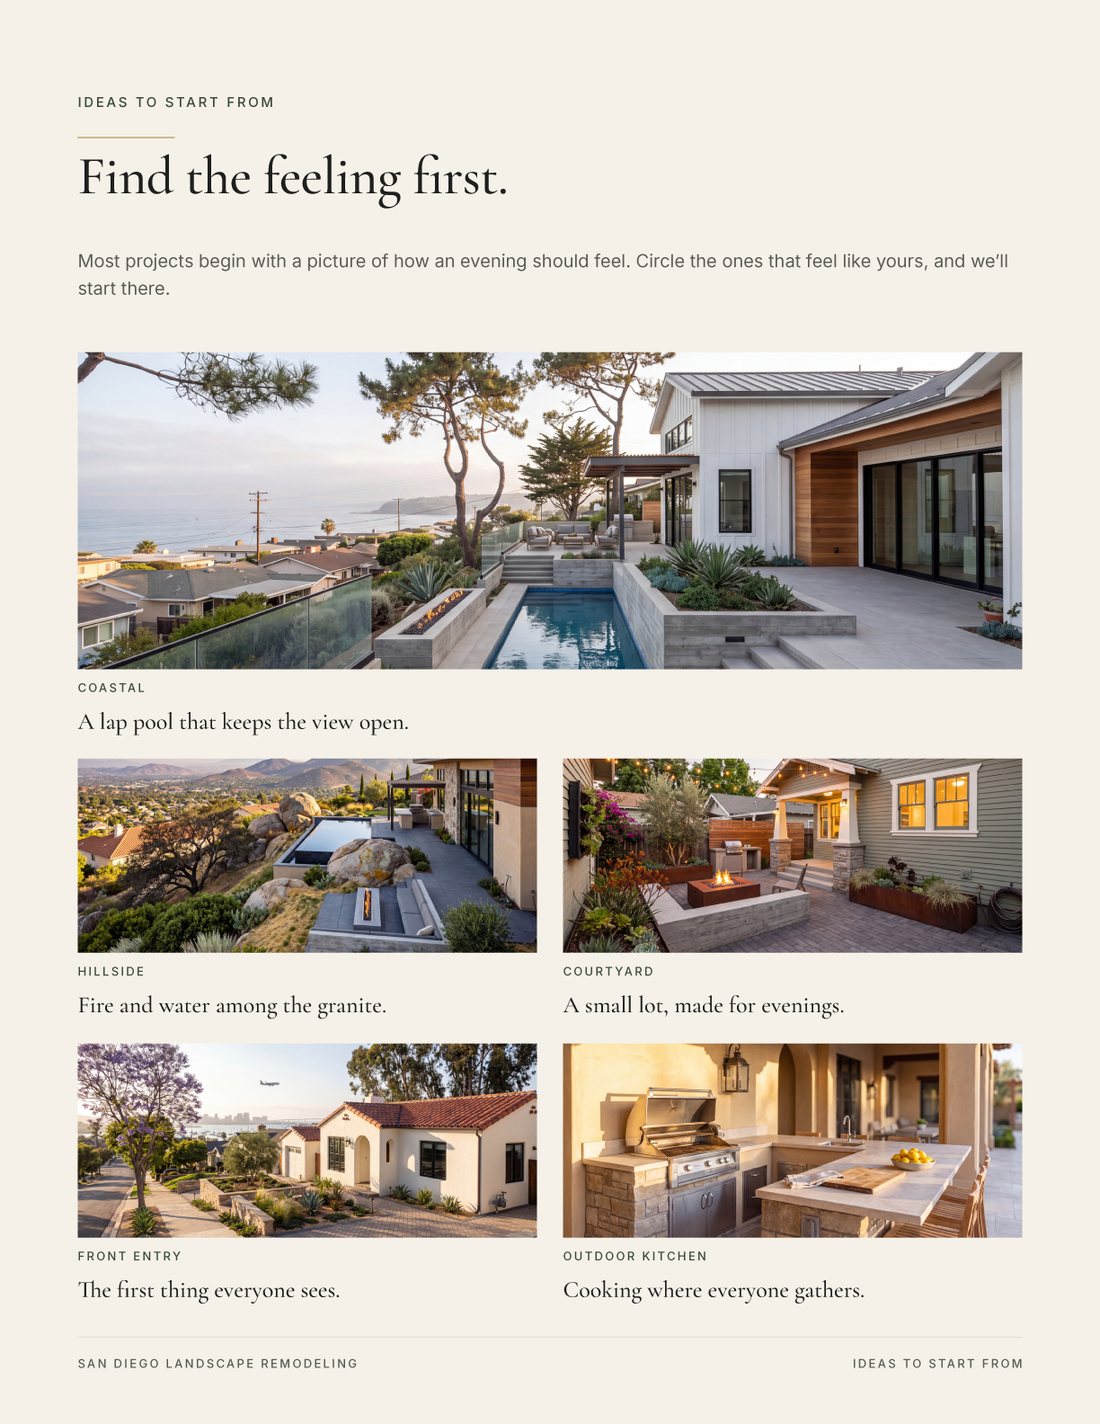 IDEAS TO START FROM
Find the feeling first.
Most projects begin with a picture of how an evening should feel. Circle the ones that feel like yours, and we’ll
start there.
COASTAL
A lap pool that keeps the view open.
HILLSIDE
Fire and water among the granite.
COURTYARD
A small lot, made for evenings.
FRONT ENTRY
The first thing everyone sees.
OUTDOOR KITCHEN
Cooking where everyone gathers.
SAN DIEGO LANDSCAPE REMODELING
IDEAS TO START FROM